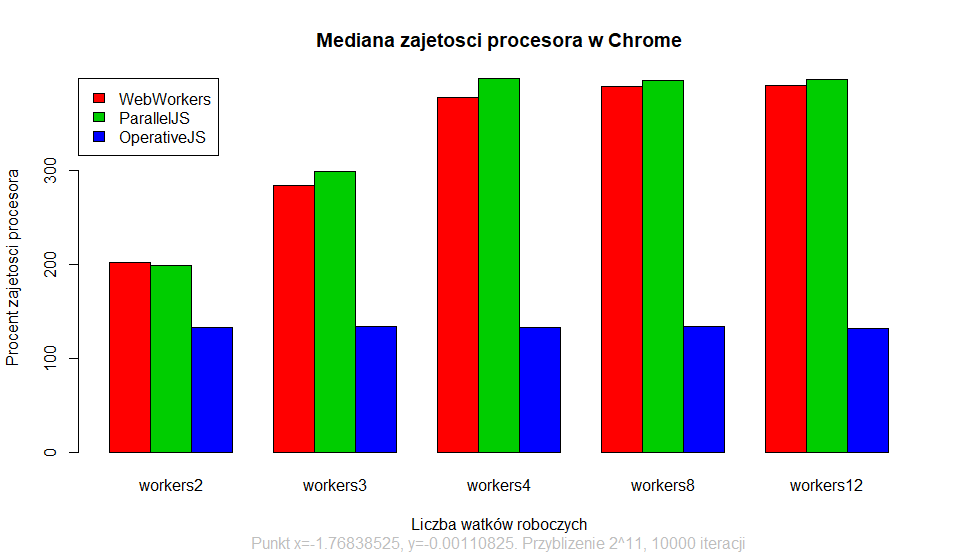 Mediana zajetosci procesora w Chrome
WebWorkers
ParallelJS
OperativeJS
Procent zajetosci procesora
300
200
100
0
workers2
workers3
workers4
workers8
workers12
Liczba watków roboczych
Punkt x=-1.76838525, y=-0.00110825. Przyblizenie 2^11, 10000 iteracji